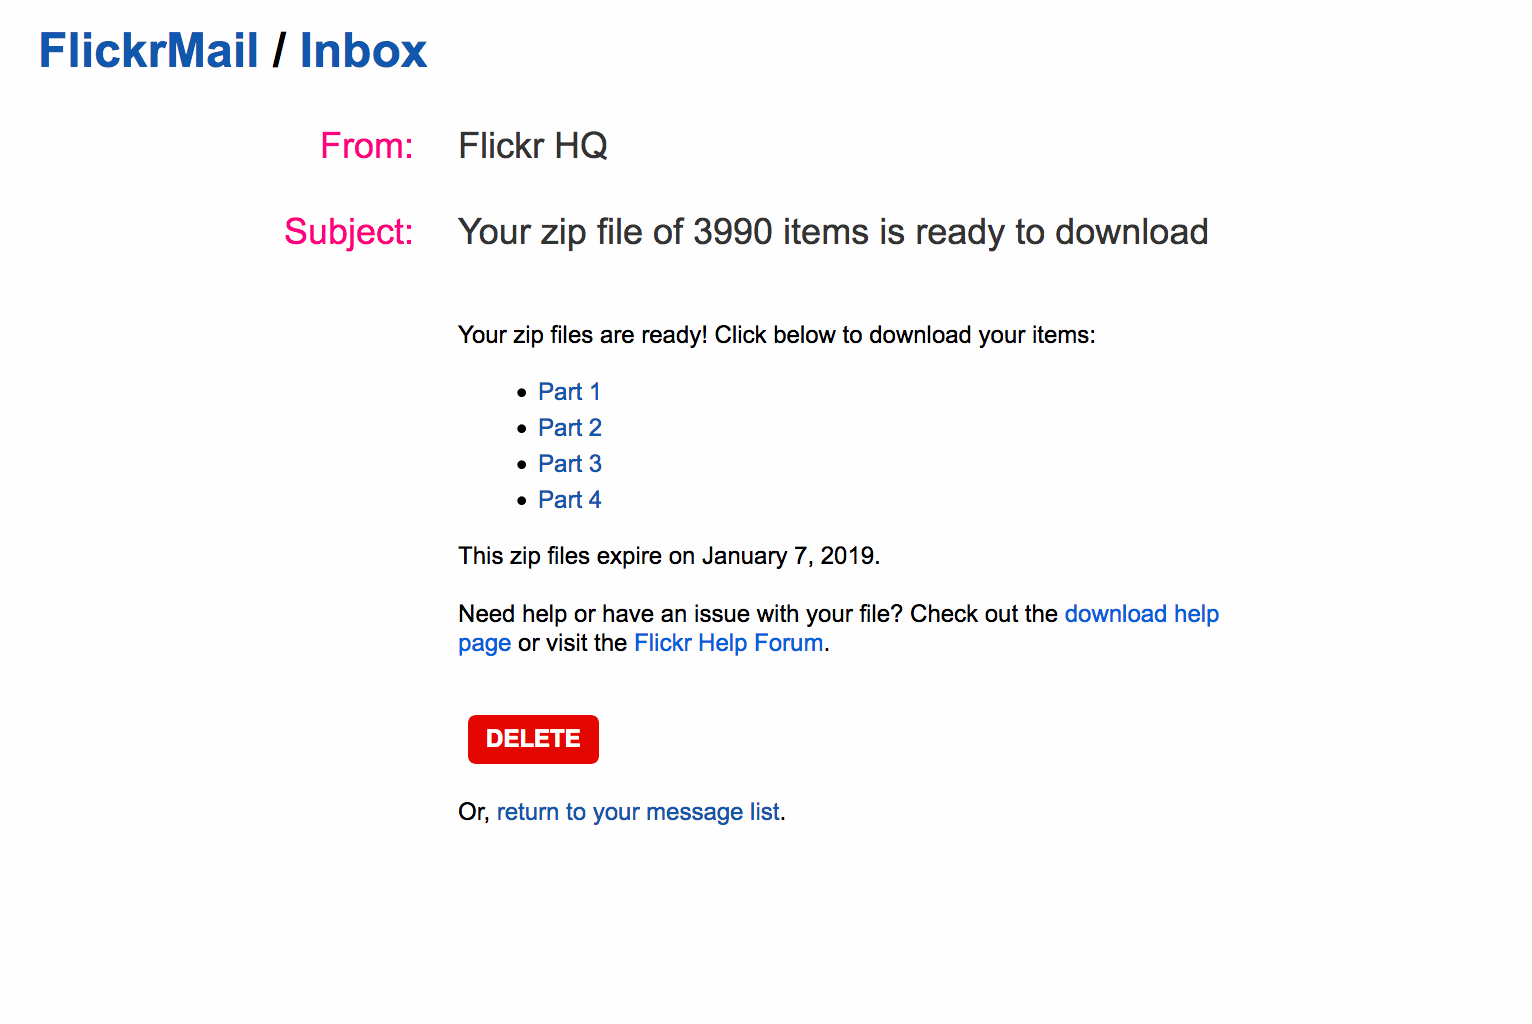 FlickrMail / Inbox
From: Flickr HQ
Subject: Your zip file of 3990 items is ready to download
Your zip files are ready! Click below to download your items:
• Part 1
• Part 2
• Part 3
• Part 4
This zip files expire on January 7, 2019.
Need help or have an issue with your file? Check out the download help
page or visit the Flickr Help Forum.
DELETE
Or, return to your message list.